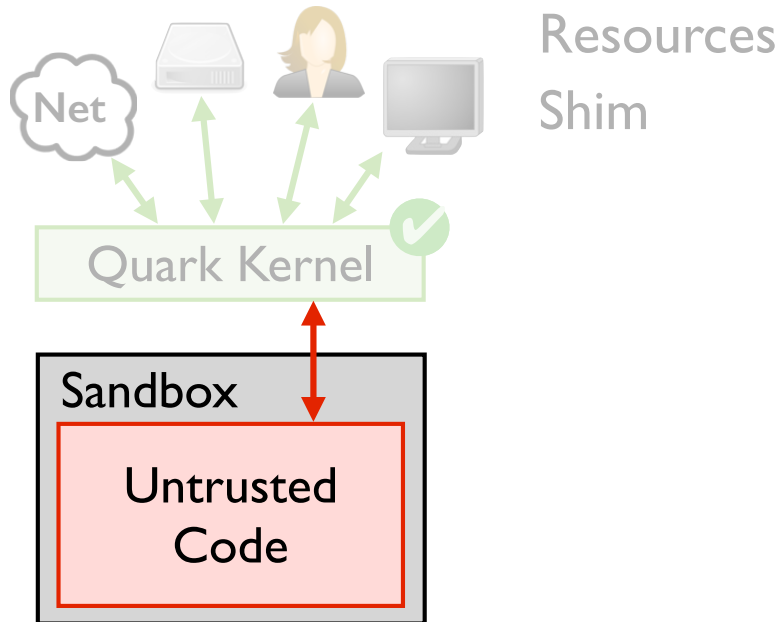 Resources
Shim
Net
Quark Kernel
Sandbox
Untrusted
Code